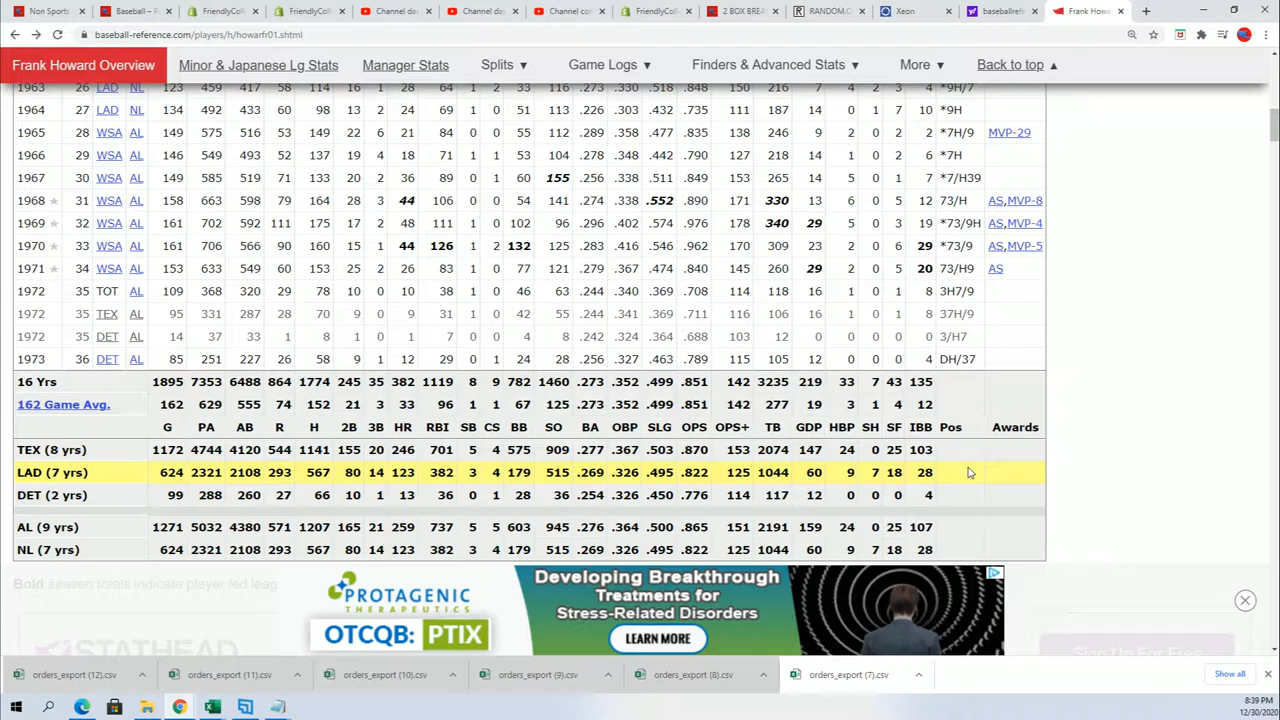 Non Sports
Baseball – P
FriendlyColl
FriendlyColl
Channel da
Channel da
Channel co
FriendlyColl
2 BOX BREA
RANDOM.C
Xeon
baseballref
Frank How
baseball-reference.com/players/h/howarfr01.shtml
Frank Howard Overview Minor & Japanese Lg Stats Manager Stats Splits ▼ Game Logs ▼ Finders & Advanced Stats ▼ More ▼ Back to top ▲
1963 26 LAD NL 123 459 417 58 114 16 1 28 64 1 2 33 116 .273 .330 .518 .848 150 216 7 4 2 3 4 *9H/7
1964 27 LAD NL 134 492 433 60 98 13 2 24 69 1 0 51 113 .226 .303 .432 .735 111 187 14 0 1 7 10 *9H
1965 28 WSA AL 149 575 516 53 149 22 6 21 84 0 0 55 112 .289 .358 .477 .835 138 246 9 2 0 2 2 *7H/9 MVP-29
1966 29 WSA AL 146 549 493 52 137 19 4 18 71 1 1 53 104 .278 .348 .442 .790 127 218 14 1 0 2 6 *7H
1967 30 WSA AL 149 585 519 71 133 20 2 36 89 0 1 60 155 .256 .338 .511 .849 153 265 14 5 0 1 7 *7/H39
1968 31 WSA AL 158 663 598 79 164 28 3 44 106 0 0 54 141 .274 .338 .552 .890 171 330 13 6 0 5 12 73/H AS,MVP-8
1969 32 WSA AL 161 702 592 111 175 17 2 48 111 1 0 102 96 .296 .402 .574 .976 178 340 29 5 0 3 19 *73/9H AS,MVP-4
1970 33 WSA AL 161 706 566 90 160 15 1 44 126 1 2 132 125 .283 .416 .546 .962 170 309 23 2 0 6 29 *73/9 AS,MVP-5
1971 34 WSA AL 153 633 549 60 153 25 2 26 83 1 0 77 121 .279 .367 .474 .840 145 260 29 2 0 5 20 73/H9 AS
1972 35 TOT AL 109 368 320 29 78 10 0 10 38 1 0 46 63 .244 .340 .369 .708 114 118 16 1 0 1 8 3H7/9
1972 35 TEX AL 95 331 287 28 70 9 0 9 31 1 0 42 55 .244 .341 .369 .711 116 106 16 1 0 1 8 37H/9
1972 35 DET AL 14 37 33 1 8 1 0 1 7 0 0 4 8 .242 .324 .364 .688 103 12 0 0 0 0 0 3/H7
1973 36 DET AL 85 251 227 26 58 9 1 12 29 0 1 24 28 .256 .327 .463 .789 115 105 12 0 0 0 4 DH/37
16 Yrs 1895 7353 6488 864 1774 245 35 382 1119 8 9 782 1460 .273 .352 .499 .851 142 3235 219 33 7 43 135
162 Game Avg. 162 629 555 74 152 21 3 33 96 1 1 67 125 .273 .352 .499 .851 142 277 19 3 1 4 12
G PA AB R H 2B 3B HR RBI SB CS BB SO BA OBP SLG OPS OPS+ TB GDP HBP SH SF IBB Pos Awards
TEX (8 yrs) 1172 4744 4120 544 1141 155 20 246 701 5 4 575 909 .277 .367 .503 .870 154 2074 147 24 0 25 103
LAD (7 yrs) 624 2321 2108 293 567 80 14 123 382 3 4 179 515 .269 .326 .495 .822 125 1044 60 9 7 18 28
DET (2 yrs) 99 288 260 27 66 10 1 13 36 0 1 28 36 .254 .326 .450 .776 114 117 12 0 0 0 4
AL (9 yrs) 1271 5032 4380 571 1207 165 21 259 737 5 5 603 945 .276 .364 .500 .865 151 2191 159 24 0 25 107
NL (7 yrs) 624 2321 2108 293 567 80 14 123 382 3 4 179 515 .269 .326 .495 .822 125 1044 60 9 7 18 28
Bold season totals indicate player led leag
PROTAGENIC
THERAPEUTICS
OTCQB: PTIX
Developing Breakthrough
Therapeutics for
Stress-Related Disorders
LEARN MORE
STATHEAD
Sign Up For Free
orders_export (12).csv orders_export (11).csv orders_export (10).csv orders_export (9).csv orders_export (8).csv orders_export (7).csv Show all
8:39 PM
12/30/2020